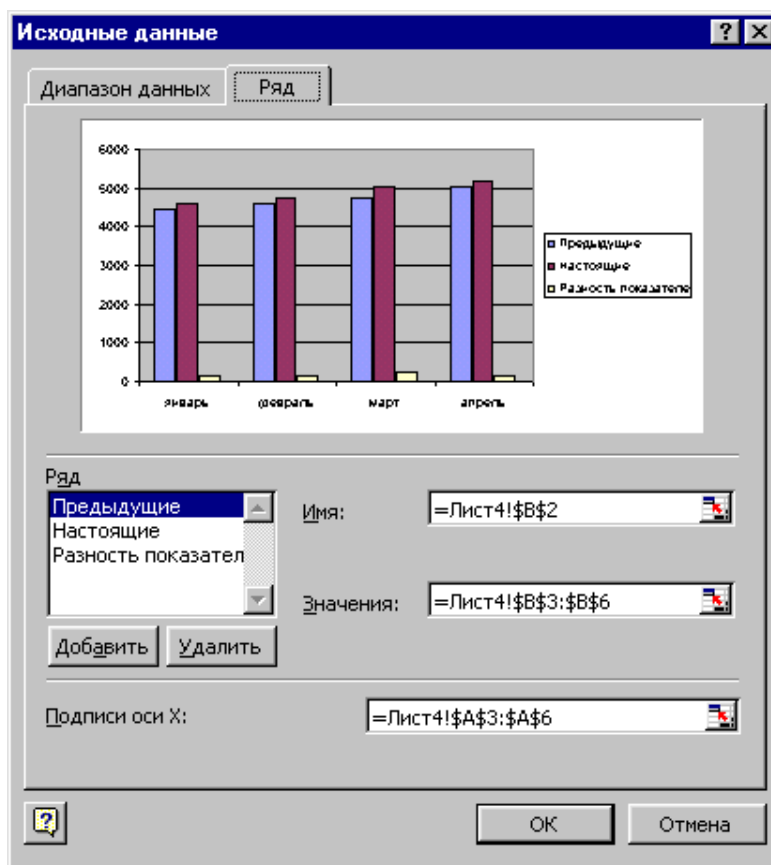 Исходные данные
Диапазон данных
Ряд
6000
5000
4000
3000
2000
1000
0
январь февраль март апрель
Предыдущие
Настоящие
Разность показателе
Ряд
Предыдущие
Настоящие
Разность показател
Имя:
=Лист4!$B$2
Значения:
=Лист4!$B$3:$B$6
Добавить Удалить
Подписи оси X:
=Лист4!$A$3:$A$6
ОК Отмена